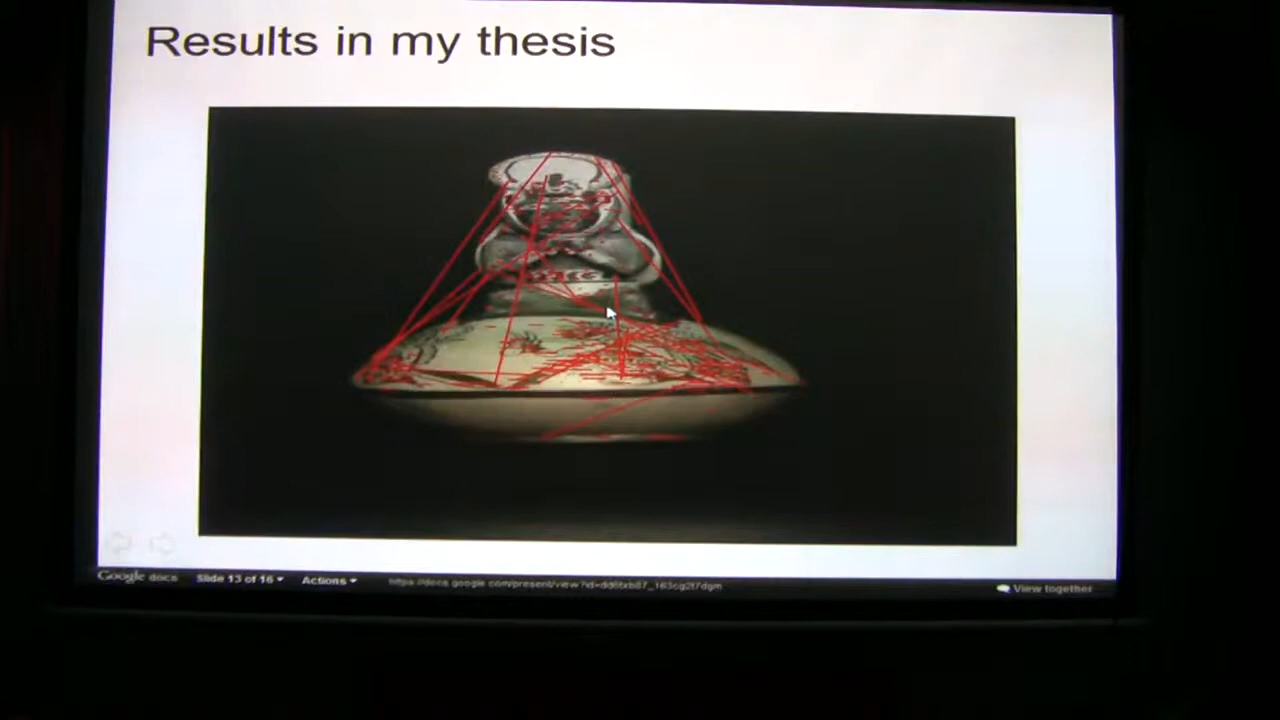 Results in my thesis
Google docs Slide 13 of 16 Actions View together